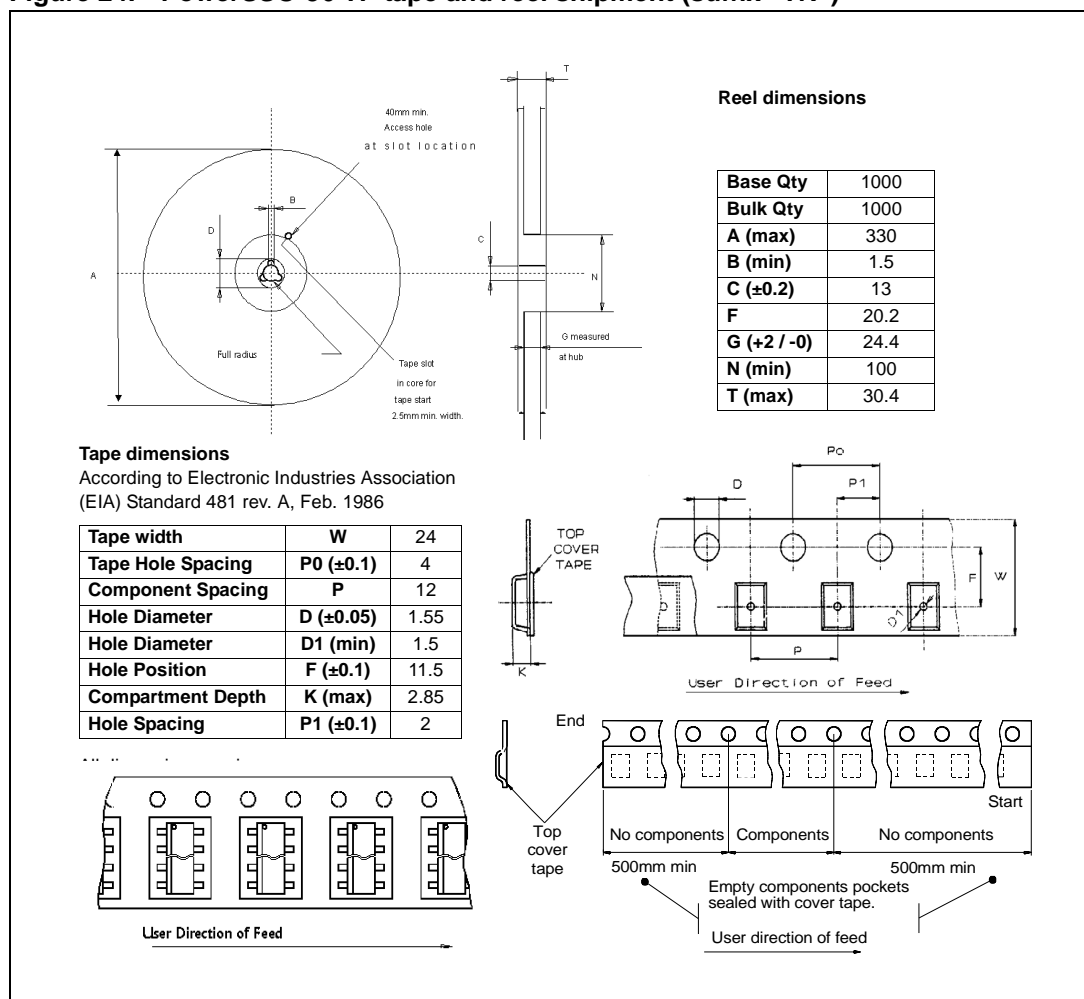 T
40mm min.
Access hole
at slot location
B
D
C
A
N
G measured
at hub
Full radius
Tape slot
in core for
tape start
2.5mm min. width.
Reel dimensions
Base Qty 1000
Bulk Qty 1000
A (max) 330
B (min) 1.5
C (±0.2) 13
F 20.2
G (+2 / -0) 24.4
N (min) 100
T (max) 30.4
Tape dimensions
According to Electronic Industries Association
(EIA) Standard 481 rev. A, Feb. 1986
Tape width W 24
Tape Hole Spacing P0 (±0.1) 4
Component Spacing P 12
Hole Diameter D (±0.05) 1.55
Hole Diameter D1 (min) 1.5
Hole Position F (±0.1) 11.5
Compartment Depth K (max) 2.85
Hole Spacing P1 (±0.1) 2
Po
D
P1
TOP
COVER
TAPE
F
W
D1
K
P
User Direction of Feed
End
Start
Top
cover
tape
No components
Components
No components
500mm min
500mm min
Empty components pockets
sealed with cover tape.
User direction of feed
User Direction of Feed